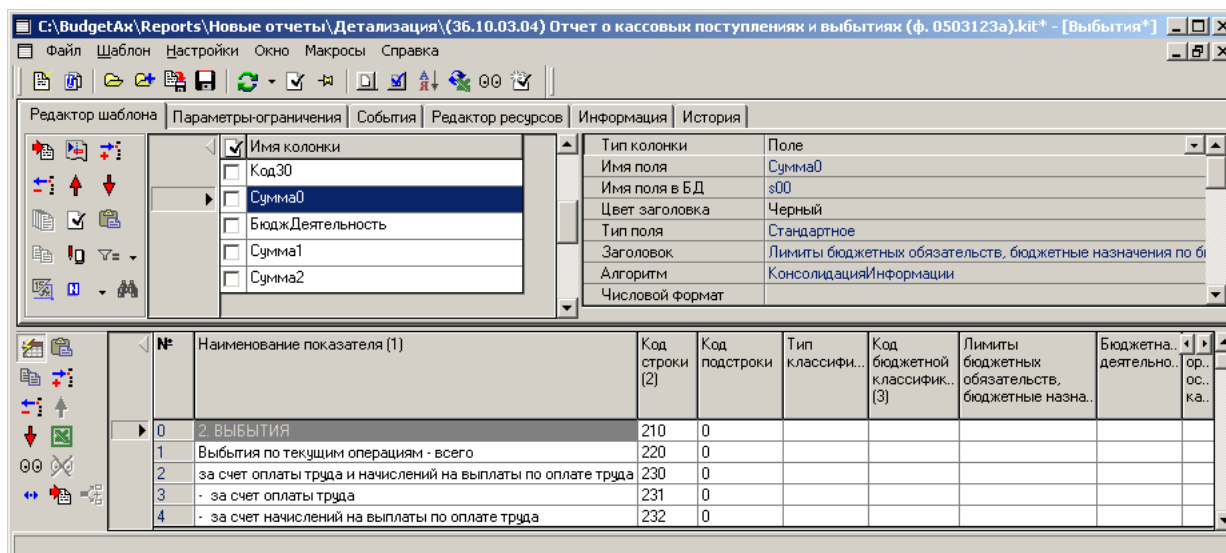 C:\BudgetAx\Reports\Новые отчеты\Детализация\(36.10.03.04) Отчет о кассовых поступлениях и выбытиях (ф. 0503123а).kit* - [Выбытия*]
Файл Шаблон Настройки Окно Макросы Справка
Редактор шаблона Параметры-ограничения События Редактор ресурсов Информация История
Имя колонки
Код30
Сумма0
БюджДеятельность
Сумма1
Сумма2
Тип колонки Поле
Имя поля Сумма0
Имя поля в БД s00
Цвет заголовка Черный
Тип поля Стандартное
Заголовок Лимиты бюджетных обязательств, бюджетные назначения по б
Алгоритм КонсолидацияИнформации
Числовой формат
№ Наименование показателя (1) Код строки (2) Код подстроки Тип классифи... Код бюджетной классифик... (3) Лимиты бюджетных обязательств, бюджетные назна... Бюджетна... деятельно... ор... ос... ка...
0 2. ВЫБЫТИЯ 210 0
1 Выбытия по текущим операциям - всего 220 0
2 за счет оплаты труда и начислений на выплаты по оплате труда 230 0
3 - за счет оплаты труда 231 0
4 - за счет начислений на выплаты по оплате труда 232 0